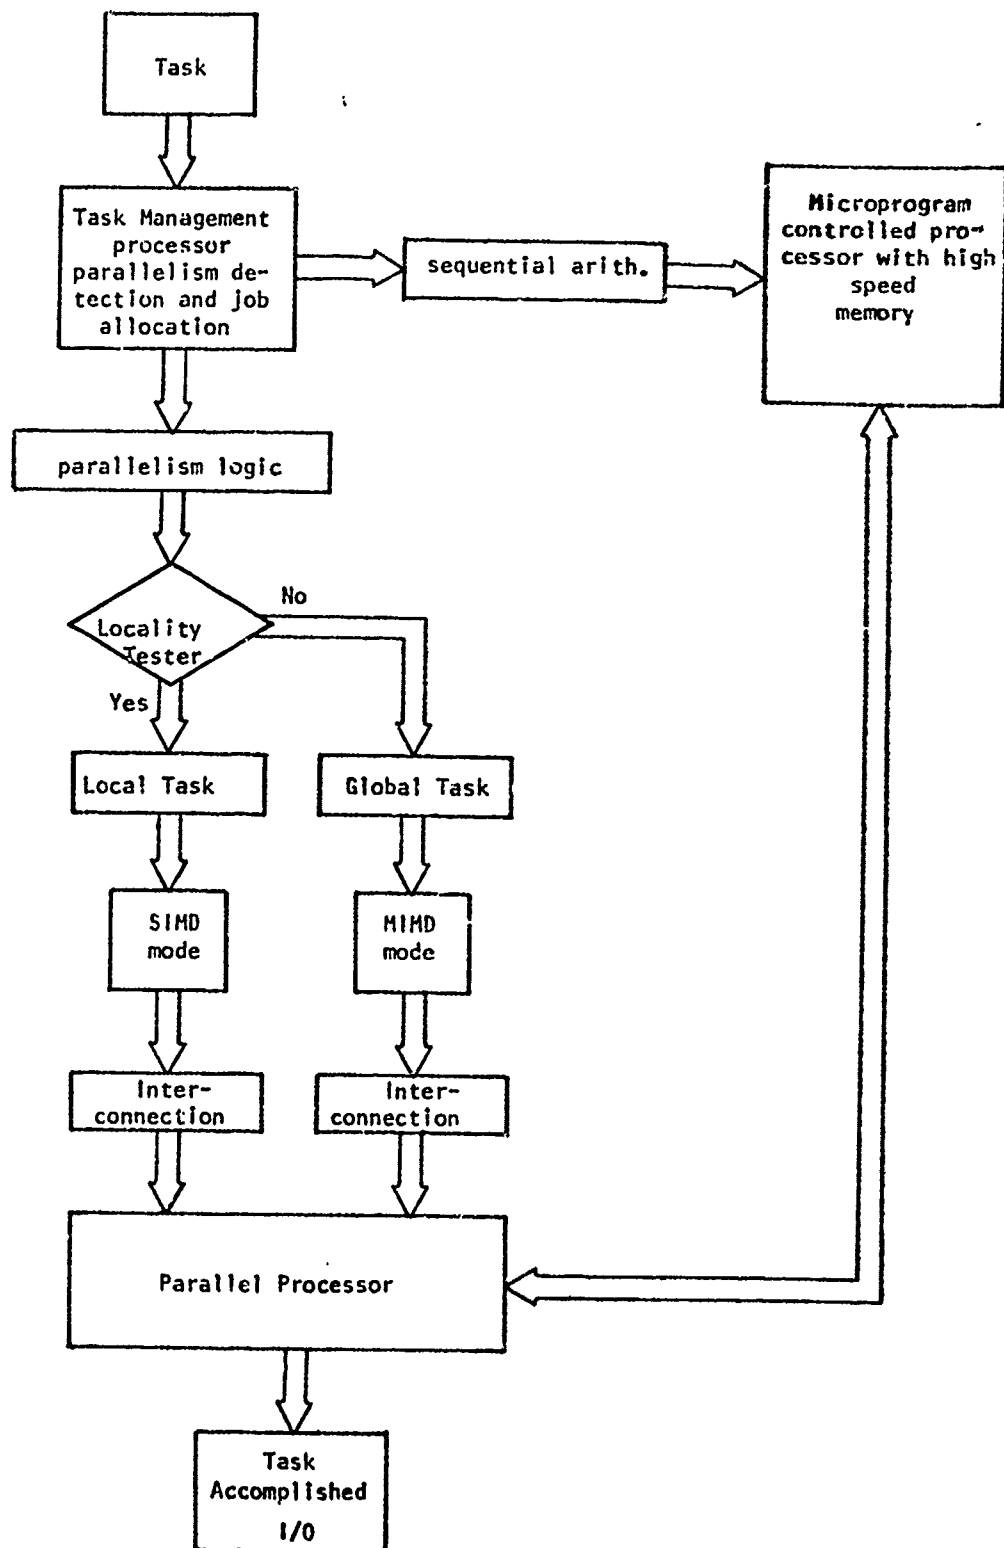 Task
Task Management
processor
parallelism de-
tection and job
allocation
sequential arith.
Microprogram
controlled pro-
cessor with high
speed
memory
parallelism logic
Locality
Tester
No
Yes
Local Task
Global Task
SIMD
mode
MIMD
mode
Inter-
connection
Inter-
connection
Parallel Processor
Task
Accomplished
I/O